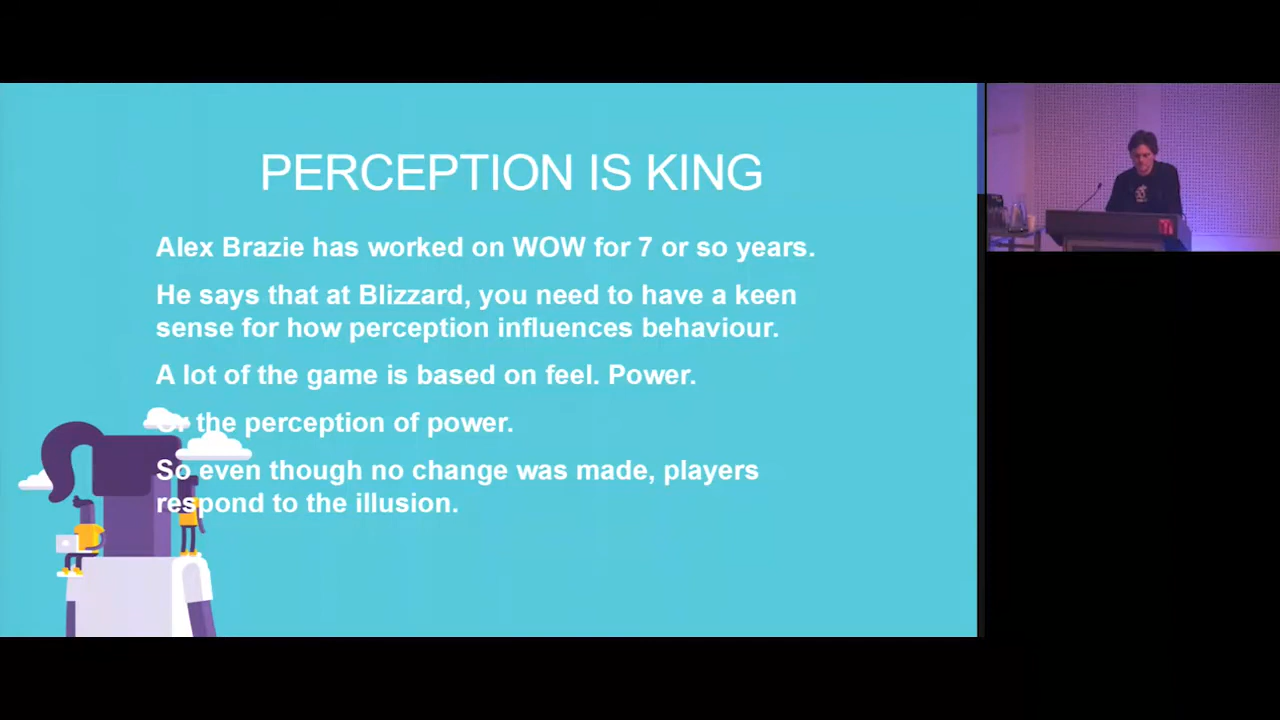 PERCEPTION IS KING
Alex Brazie has worked on WOW for 7 or so years.
He says that at Blizzard, you need to have a keen
sense for how perception influences behaviour.
A lot of the game is based on feel. Power.
Or the perception of power.
So even though no change was made, players
respond to the illusion.